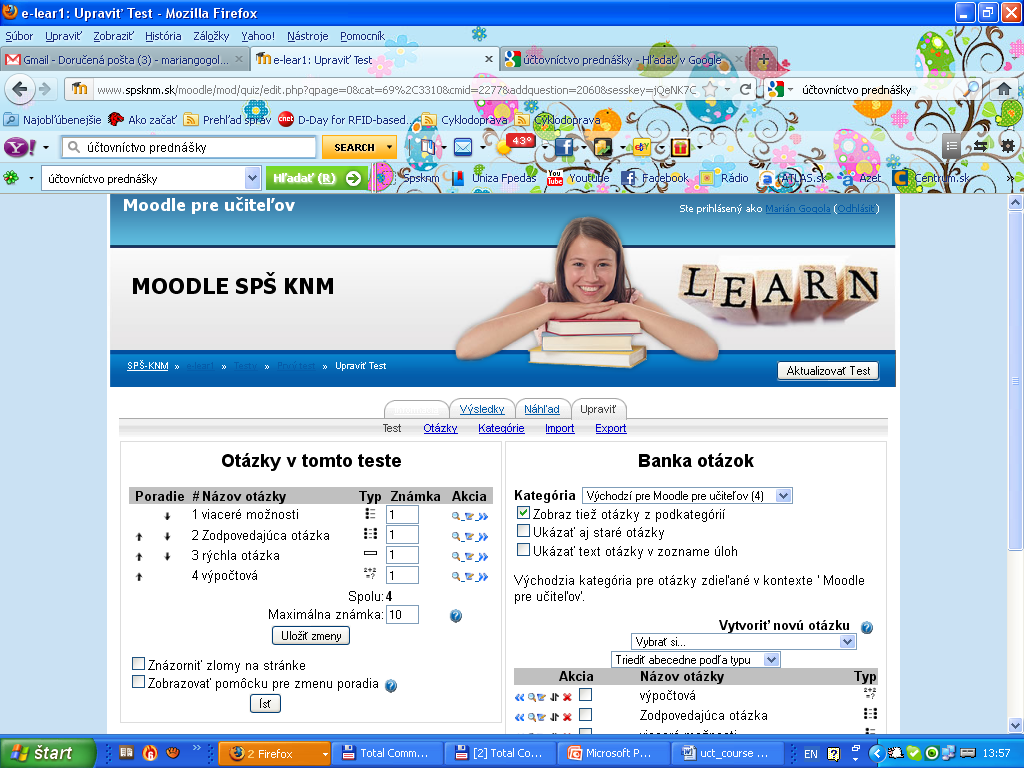 e-lear1: Upraviť Test - Mozilla Firefox
Súbor Upraviť Zobraziť História Záložky Yahoo! Nástroje Pomocník
Gmail - Doručená pošta (3) - mariangogol... e-lear1: Upraviť Test účtovníctvo prednášky - Hľadať v Google
www.spsknm.sk/moodle/mod/quiz/edit.php?qpage=0&cat=69%2C3310&cmid=2277&addquestion=2060&sesskey=jQeNK7C účtovníctvo prednášky
Najobľúbenejšie Ako začať Prehľad správ D-Day for RFID-based... Cyklodoprava Cyklodoprava
účtovníctvo prednášky SEARCH 43°
účtovníctvo prednášky Hľadať (R) Spsknm Uniza Fpedas Youtube Facebook Rádio ATLAS.sk Azet Centrum.sk
Moodle pre učiteľov
Ste prihlásený ako Marián Gogola (Odhlásiť)
MOODLE SPŠ KNM
LEARN
SPŠ-KNM » » » » Upraviť Test
Aktualizovať Test
Výsledky Náhľad Upraviť
Test Otázky Kategórie Import Export
Otázky v tomto teste
Poradie # Názov otázky Typ Známka Akcia
1 viaceré možnosti 1
2 Zodpovedajúca otázka 1
3 rýchla otázka 1
4 výpočtová 1
Spolu: 4
Maximálna známka: 10
Uložiť zmeny
Znázorniť zlomy na stránke
Zobrazovať pomôcku pre zmenu poradia
Ísť
Banka otázok
Kategória Východzí pre Moodle pre učiteľov (4)
Zobraz tiež otázky z podkategórií
Ukázať aj staré otázky
Ukázať text otázky v zozname úloh
Východzia kategória pre otázky zdieľané v kontexte ' Moodle
pre učiteľov'.
Vytvoriť novú otázku
Vybrať si...
Triediť abecedne podľa typu
Akcia Názov otázky Typ
výpočtová
Zodpovedajúca otázka
viaceré možnosti
štart 2 Firefox Total Comm... [2] Total Co... Microsoft P... uct_course ... EN 13:57